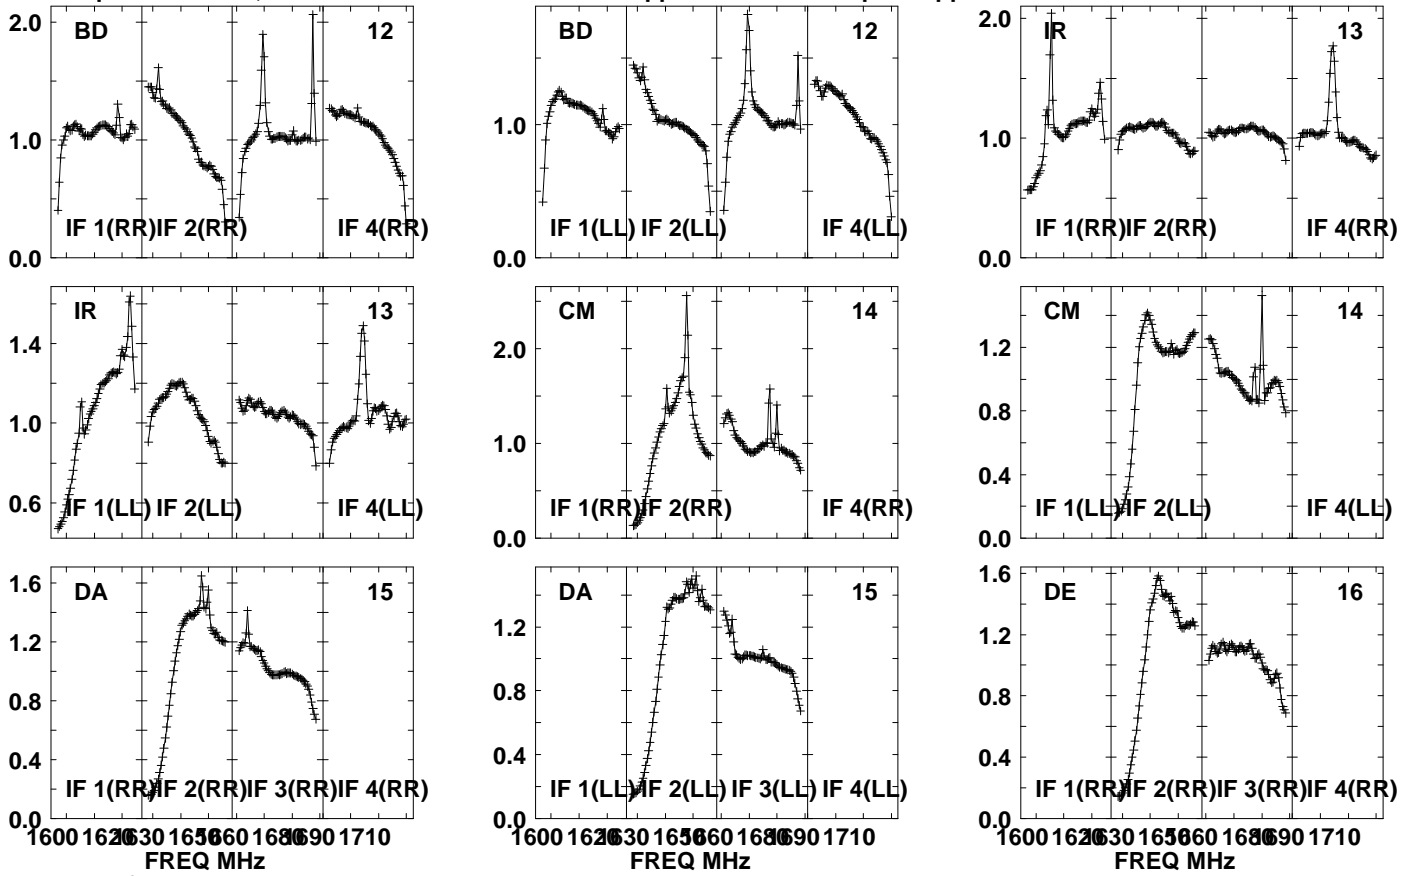 BD 12 BD 12 IR 13
2.0 2.0
1.5
1.0 1.0 1.0
0.5
IF 1(RR) IF 2(RR) IF 4(RR) IF 1(LL) IF 2(LL) IF 4(LL) IF 1(RR) IF 2(RR) IF 4(RR)
0.0 0.0 0.0
IR 13 CM 14 CM 14
1.4 2.0 1.2
1.0 1.0 0.8
0.6 0.4
IF 1(LL) IF 2(LL) IF 4(LL) IF 1(RR) IF 2(RR) IF 4(RR) IF 1(LL) IF 2(LL) IF 4(LL)
0.0 0.0
DA 15 DA 15 DE 16
1.6 1.6
1.2 1.2 1.2
0.8 0.8 0.8
0.4 0.4 0.4
IF 1(RR) IF 2(RR) IF 3(RR) IF 4(RR) IF 1(LL) IF 2(LL) IF 3(LL) IF 4(LL) IF 1(RR) IF 2(RR) IF 3(RR) IF 4(RR)
0.0 0.0 0.0
1600 1620 1630 1650 1660 1680 1690 1710 1600 1620 1630 1650 1660 1680 1690 1710 1600 1620 1630 1650 1660 1680 1690 1710
FREQ MHz FREQ MHz FREQ MHz